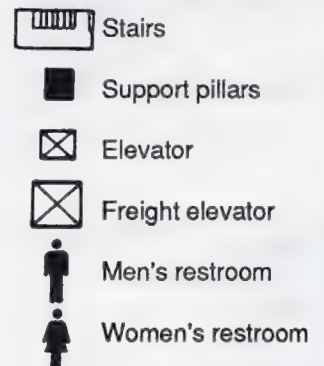 Stairs
Support pillars
Elevator
Freight elevator
Men's restroom
Women's restroom